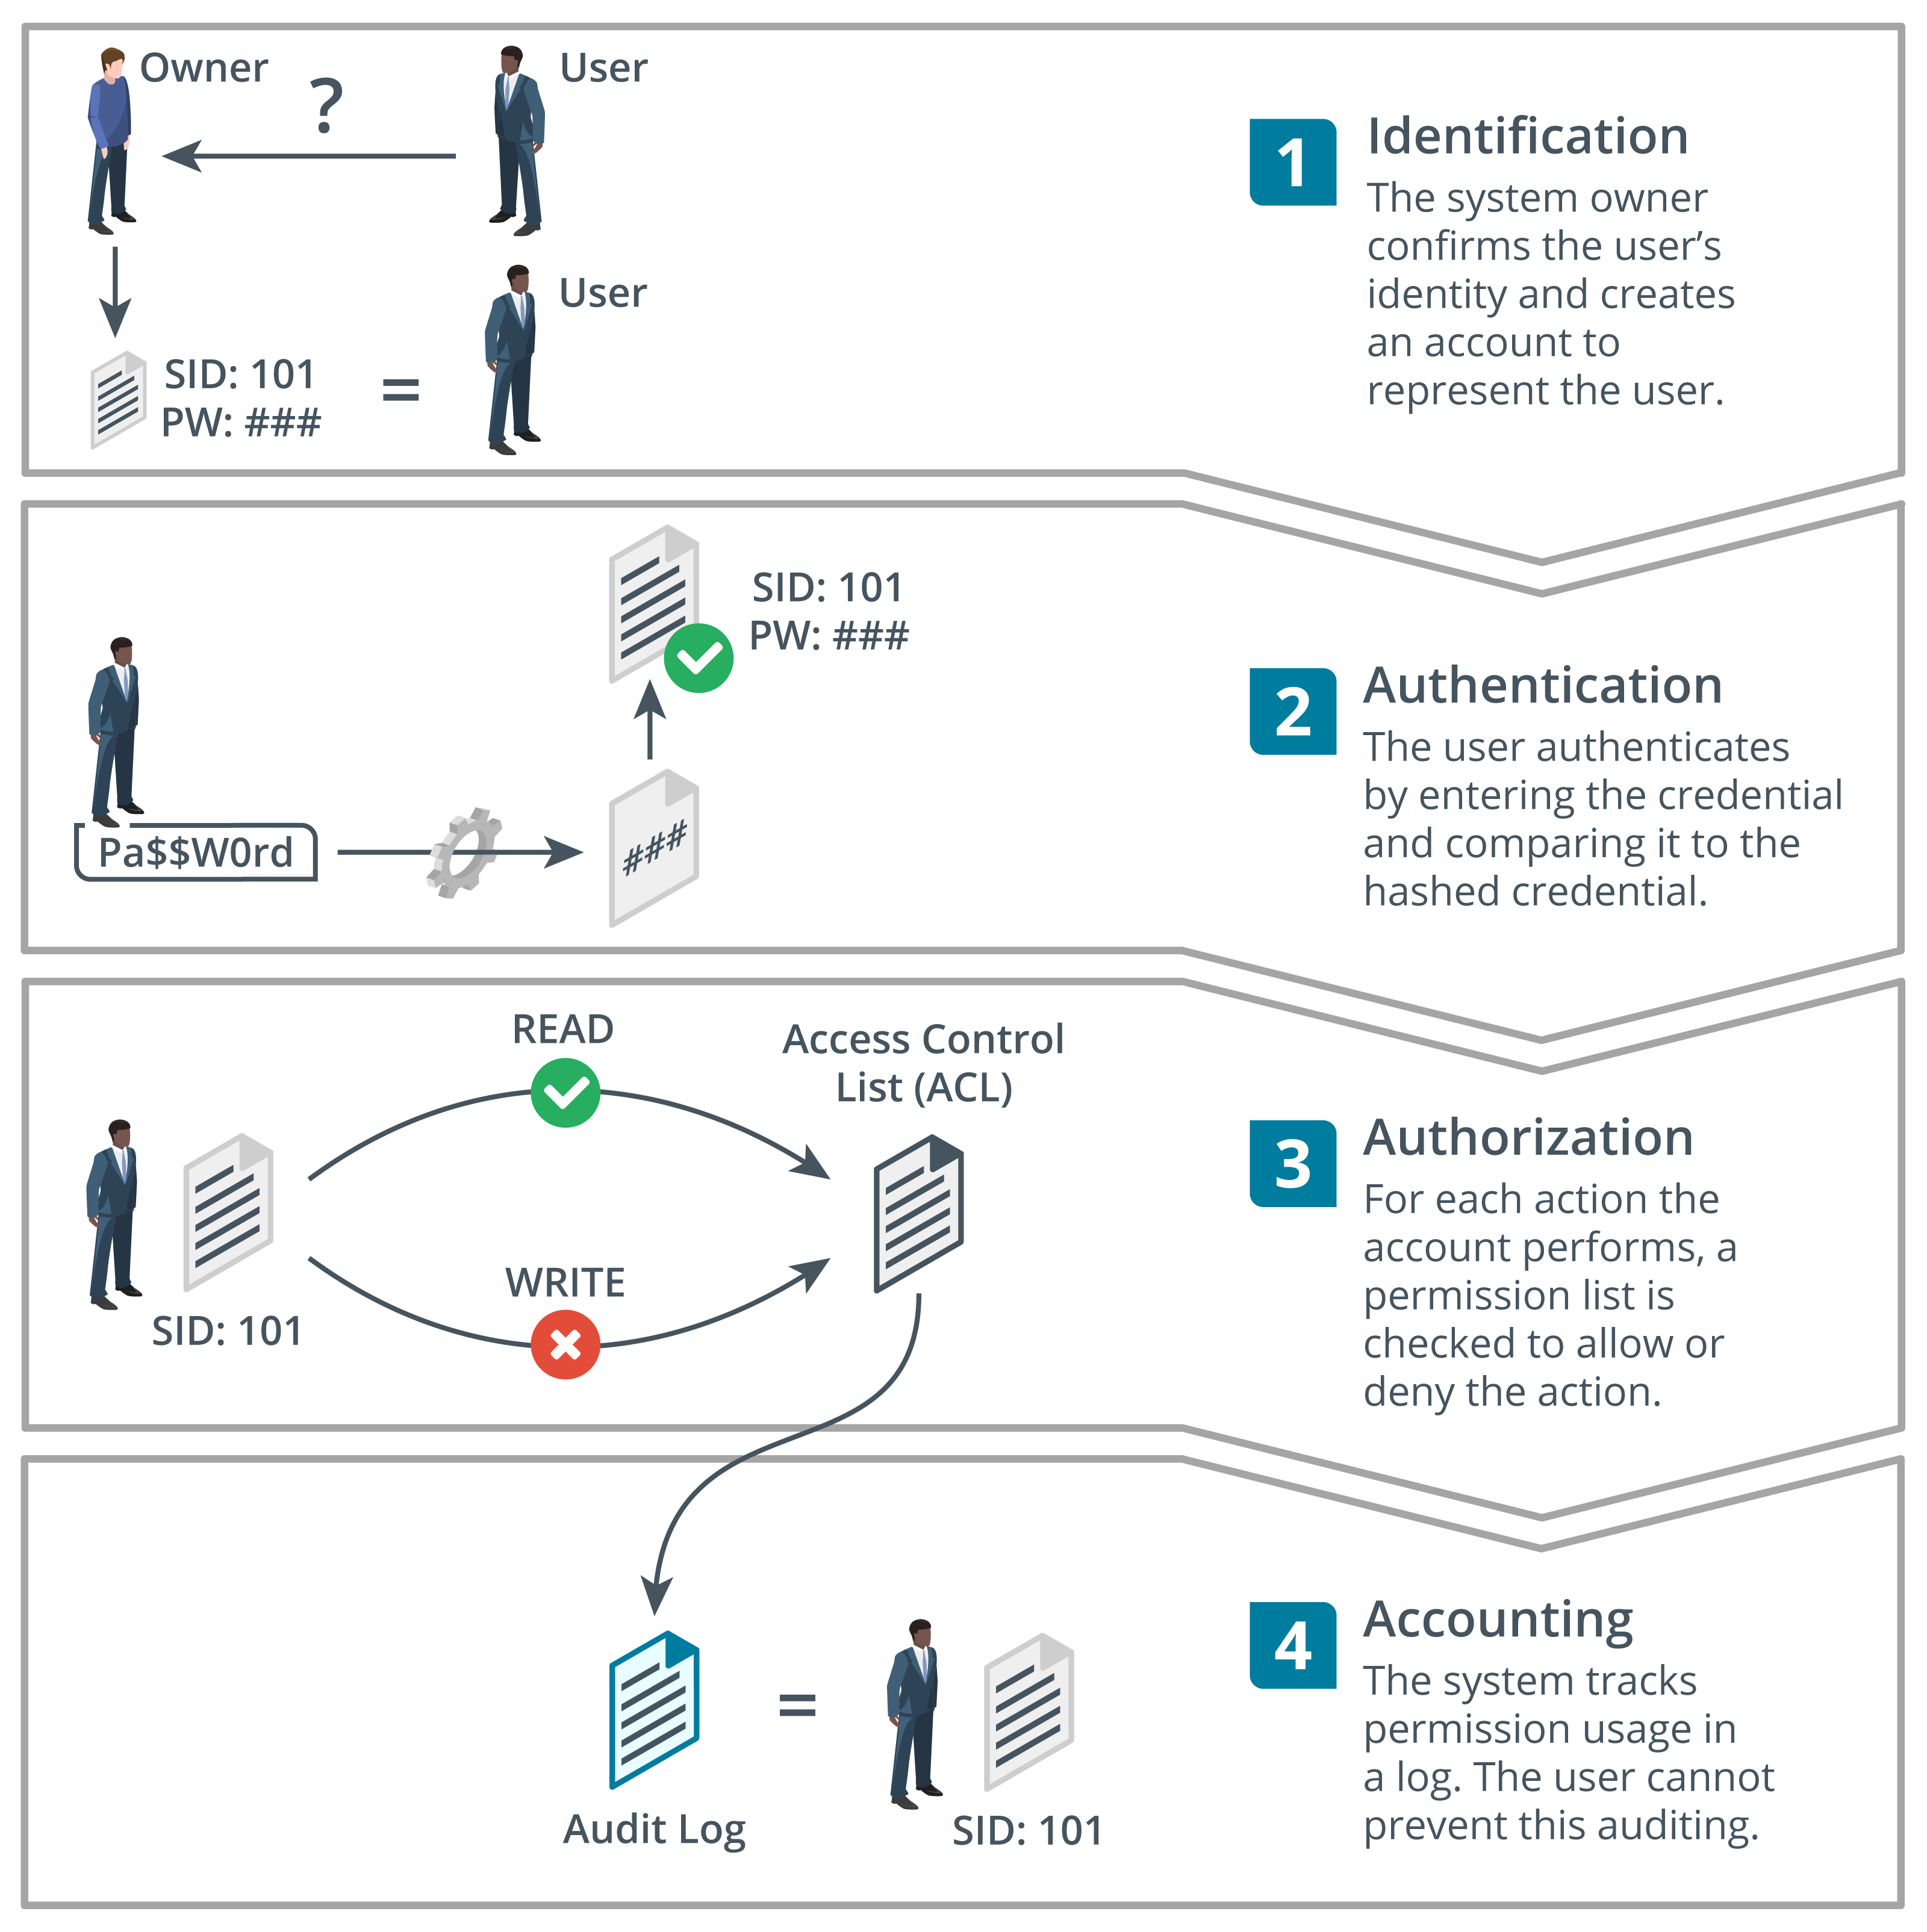 Owner
?
User
SID: 101
PW: ###
=
User
1
Identification
The system owner
confirms the user’s
identity and creates
an account to
represent the user.
SID: 101
PW: ###
Pa$$W0rd
###
2
Authentication
The user authenticates
by entering the credential
and comparing it to the
hashed credential.
READ
Access Control
List (ACL)
WRITE
SID: 101
3
Authorization
For each action the
account performs, a
permission list is
checked to allow or
deny the action.
Audit Log
=
SID: 101
4
Accounting
The system tracks
permission usage in
a log. The user cannot
prevent this auditing.